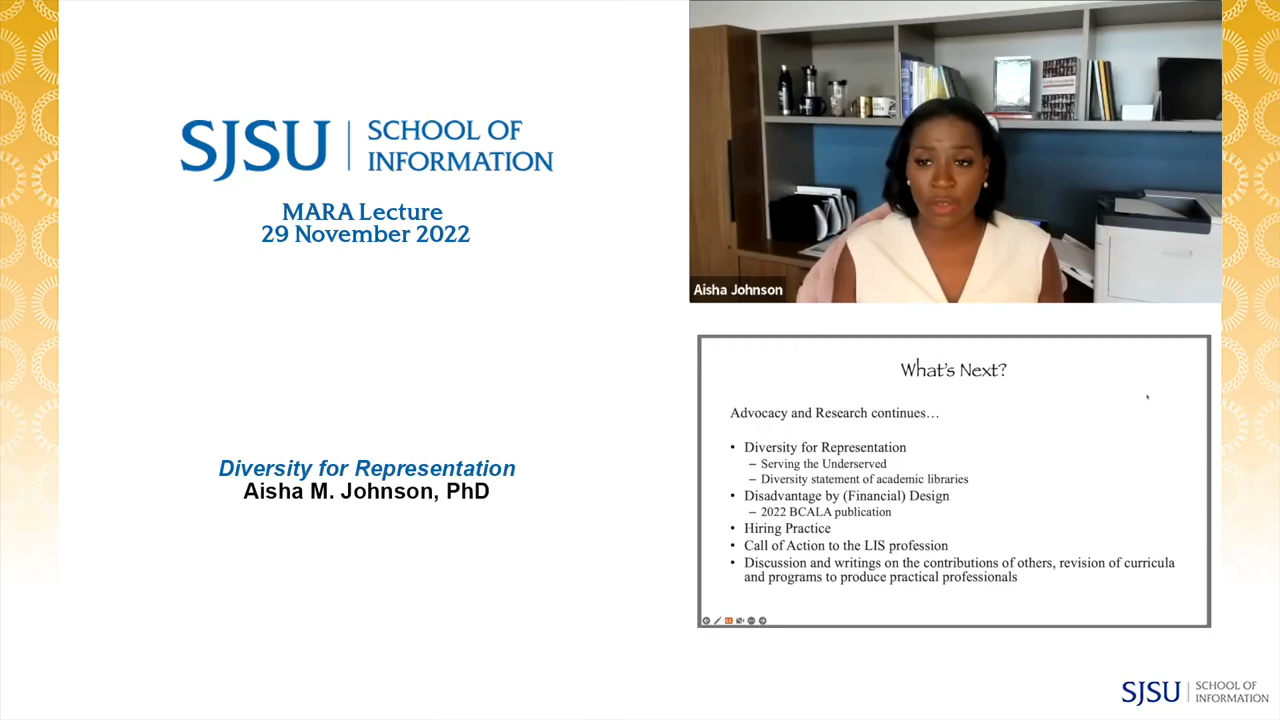 SJSU | SCHOOL OF
INFORMATION
MARA Lecture
29 November 2022
Diversity for Representation
Aisha M. Johnson, PhD
Aisha Johnson
What's Next?
Advocacy and Research continues…
• Diversity for Representation
– Serving the Underserved
– Diversity statement of academic libraries
• Disadvantage by (Financial) Design
– 2022 BCALA publication
• Hiring Practice
• Call of Action to the LIS profession
• Discussion and writings on the contributions of others, revision of curricula
and programs to produce practical professionals
SJSU | SCHOOL OF
INFORMATION